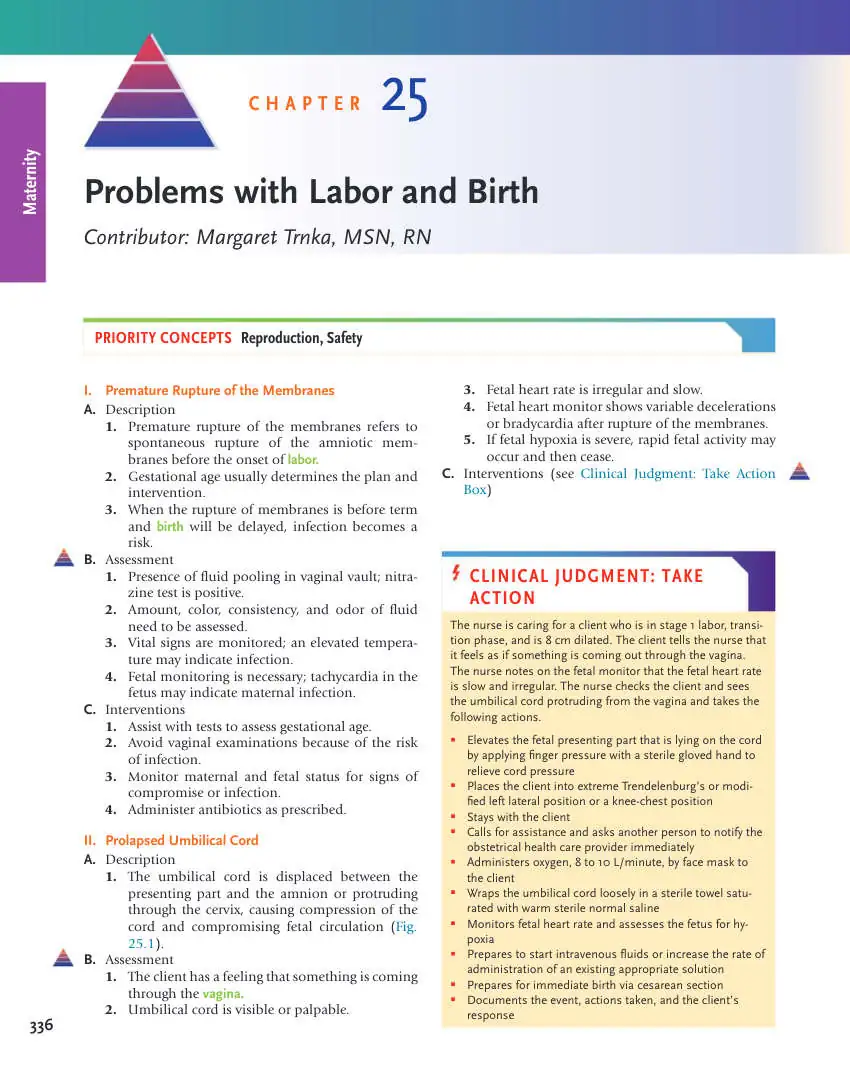 Maternity
CHAPTER 25
Problems with Labor and Birth
Contributor: Margaret Trnka, MSN, RN
PRIORITY CONCEPTS Reproduction, Safety
I. Premature Rupture of the Membranes
A. Description
1. Premature rupture of the membranes refers to
spontaneous rupture of the amniotic mem-
branes before the onset of labor.
2. Gestational age usually determines the plan and
intervention.
3. When the rupture of membranes is before term
and birth will be delayed, infection becomes a
risk.
B. Assessment
1. Presence of fluid pooling in vaginal vault; nitra-
zine test is positive.
2. Amount, color, consistency, and odor of fluid
need to be assessed.
3. Vital signs are monitored; an elevated tempera-
ture may indicate infection.
4. Fetal monitoring is necessary; tachycardia in the
fetus may indicate maternal infection.
C. Interventions
1. Assist with tests to assess gestational age.
2. Avoid vaginal examinations because of the risk
of infection.
3. Monitor maternal and fetal status for signs of
compromise or infection.
4. Administer antibiotics as prescribed.
II. Prolapsed Umbilical Cord
A. Description
1. The umbilical cord is displaced between the
presenting part and the amnion or protruding
through the cervix, causing compression of the
cord and compromising fetal circulation (Fig.
25.1).
B. Assessment
1. The client has a feeling that something is coming
through the vagina.
2. Umbilical cord is visible or palpable.
3. Fetal heart rate is irregular and slow.
4. Fetal heart monitor shows variable decelerations
or bradycardia after rupture of the membranes.
5. If fetal hypoxia is severe, rapid fetal activity may
occur and then cease.
C. Interventions (see Clinical Judgment: Take Action
Box)
CLINICAL JUDGMENT: TAKE
ACTION
The nurse is caring for a client who is in stage 1 labor, transi-
tion phase, and is 8 cm dilated. The client tells the nurse that
it feels as if something is coming out through the vagina.
The nurse notes on the fetal monitor that the fetal heart rate
is slow and irregular. The nurse checks the client and sees
the umbilical cord protruding from the vagina and takes the
following actions.
▪ Elevates the fetal presenting part that is lying on the cord
by applying finger pressure with a sterile gloved hand to
relieve cord pressure
▪ Places the client into extreme Trendelenburg's or modi-
fied left lateral position or a knee-chest position
▪ Stays with the client
▪ Calls for assistance and asks another person to notify the
obstetrical health care provider immediately
▪ Administers oxygen, 8 to 10 L/minute, by face mask to
the client
▪ Wraps the umbilical cord loosely in a sterile towel satu-
rated with warm sterile normal saline
▪ Monitors fetal heart rate and assesses the fetus for hy-
poxia
▪ Prepares to start intravenous fluids or increase the rate of
administration of an existing appropriate solution
▪ Prepares for immediate birth via cesarean section
▪ Documents the event, actions taken, and the client's
response
336